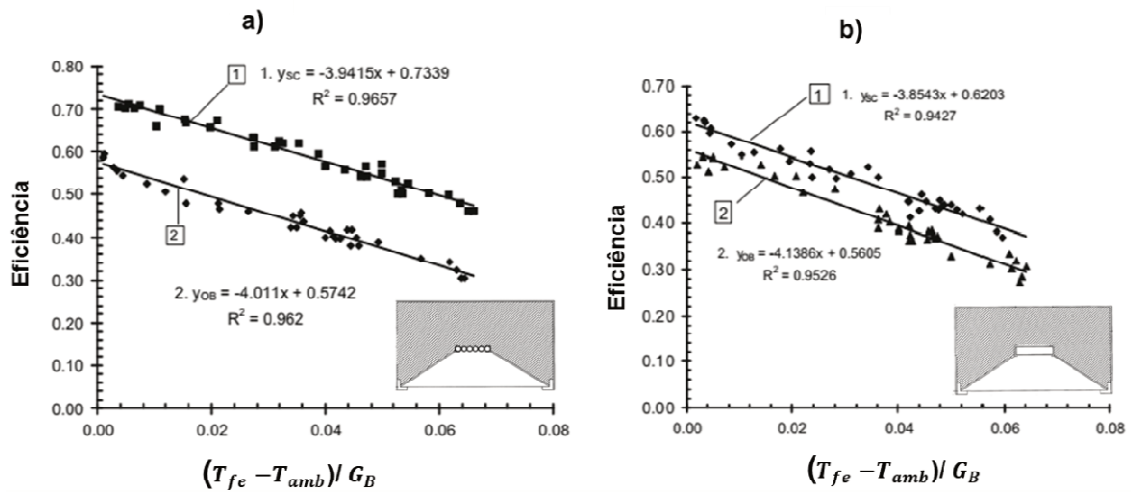 a)
Eficiência
0.80
0.70
0.60
0.50
0.40
0.30
0.20
0.10
0.00
1
1. ySC = -3.9415x + 0.7339
R² = 0.9657
2
2. yOB = -4.011x + 0.5742
R² = 0.962
0.00 0.02 0.04 0.06 0.08
(Tfe −Tamb)/ GB
b)
Eficiência
0.70
0.60
0.50
0.40
0.30
0.20
0.10
0.00
1
1. ySC = -3.8543x + 0.6203
R² = 0.9427
2
2. yOB = -4.1386x + 0.5605
R² = 0.9526
0.00 0.02 0.04 0.06 0.08
(Tfe −Tamb)/ GB